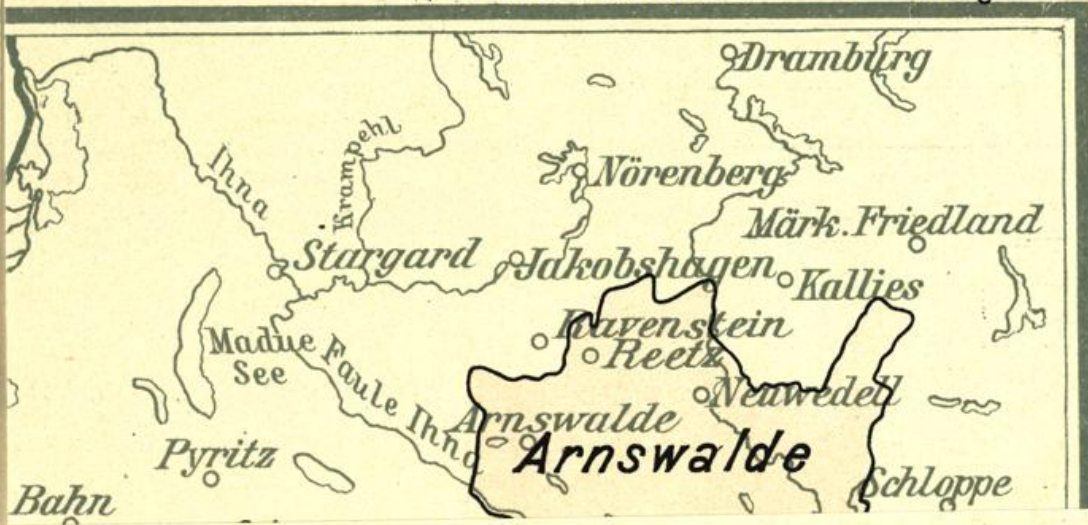 Dramburg
Ihna
Krampehl
Nörenberg
Märk. Friedland
Stargard
Jakobshagen
Kallies
Ravenstein
Madue
See
Reetz
Faule Ihna
Neuwedell
Arnswalde
Arnswalde
Pyritz
Schloppe
Bahn